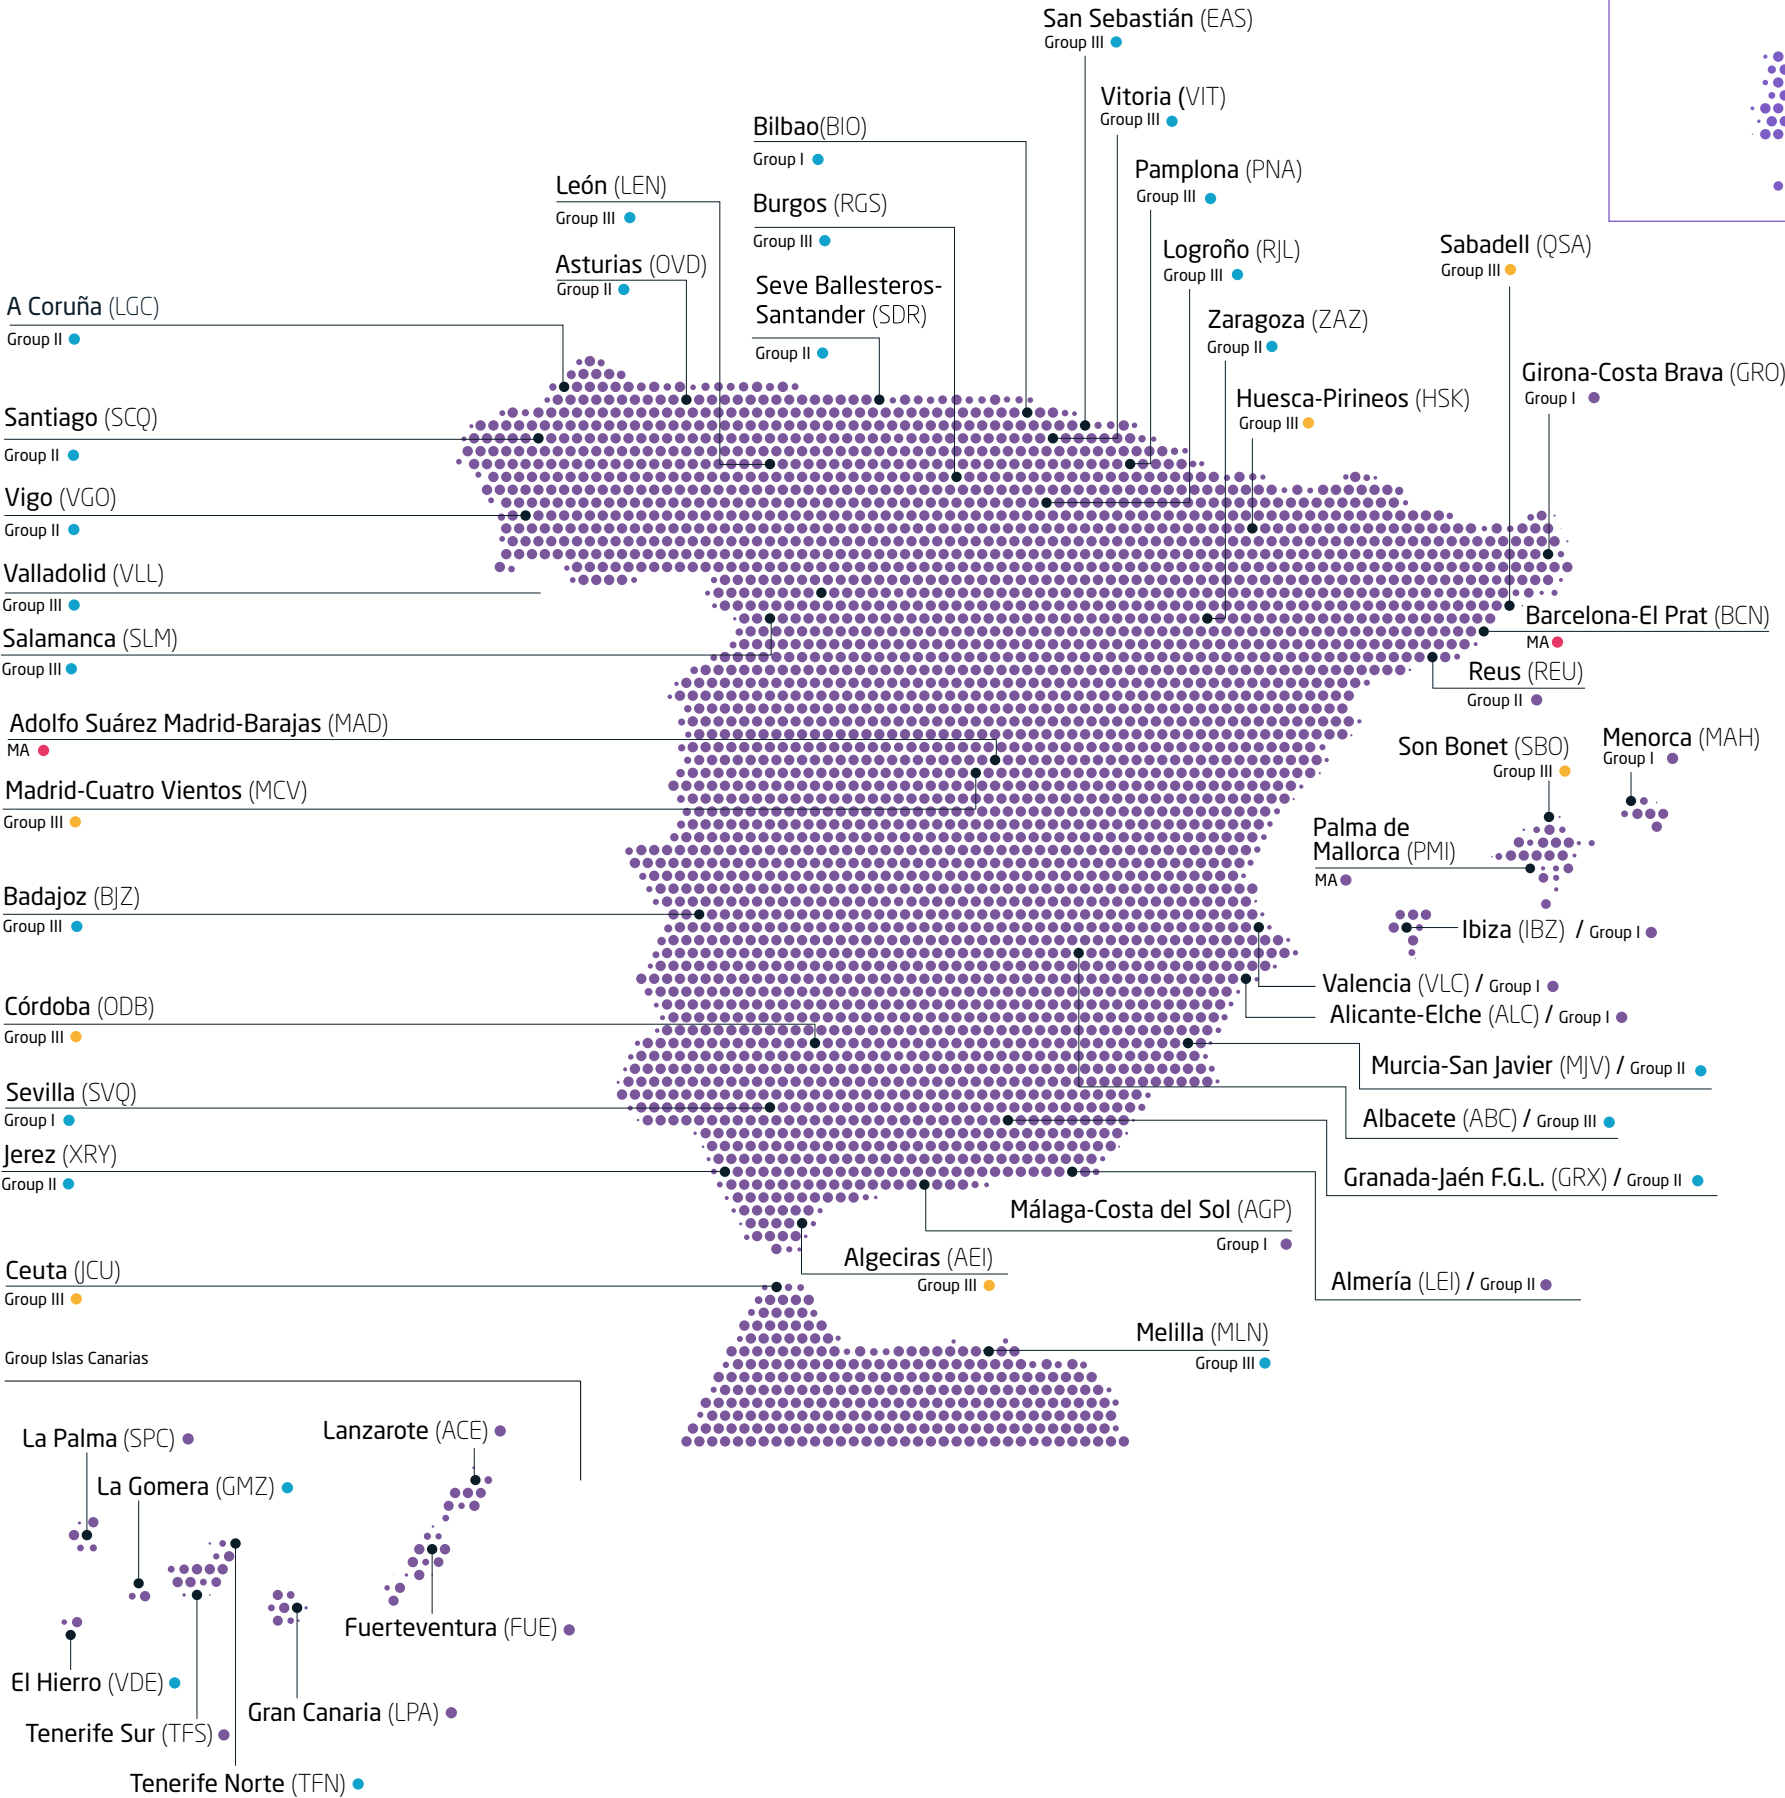 San Sebastián (EAS)
Group III
Vitoria (VIT)
Group III
Bilbao(BIO)
Group I
Pamplona (PNA)
Group III
León (LEN)
Group III
Burgos (RGS)
Group III
Logroño (RJL)
Group III
Sabadell (QSA)
Group III
Asturias (OVD)
Group II
Seve Ballesteros-
Santander (SDR)
Group II
A Coruña (LGC)
Group II
Zaragoza (ZAZ)
Group II
Girona-Costa Brava (GRO)
Group I
Huesca-Pirineos (HSK)
Group III
Santiago (SCQ)
Group II
Vigo (VGO)
Group II
Valladolid (VLL)
Group III
Barcelona-El Prat (BCN)
MA
Salamanca (SLM)
Group III
Reus (REU)
Group II
Adolfo Suárez Madrid-Barajas (MAD)
MA
Son Bonet (SBO)
Group III
Menorca (MAH)
Group I
Madrid-Cuatro Vientos (MCV)
Group III
Palma de
Mallorca (PMI)
MA
Badajoz (BJZ)
Group III
Ibiza (IBZ) / Group I
Valencia (VLC) / Group I
Córdoba (ODB)
Group III
Alicante-Elche (ALC) / Group I
Murcia-San Javier (MJV) / Group II
Sevilla (SVQ)
Group I
Albacete (ABC) / Group III
Jerez (XRY)
Group II
Granada-Jaén F.G.L. (GRX) / Group II
Málaga-Costa del Sol (AGP)
Group I
Algeciras (AEI)
Group III
Ceuta (JCU)
Group III
Almería (LEI) / Group II
Melilla (MLN)
Group III
Group Islas Canarias
La Palma (SPC)
Lanzarote (ACE)
La Gomera (GMZ)
Fuerteventura (FUE)
El Hierro (VDE)
Gran Canaria (LPA)
Tenerife Sur (TFS)
Tenerife Norte (TFN)